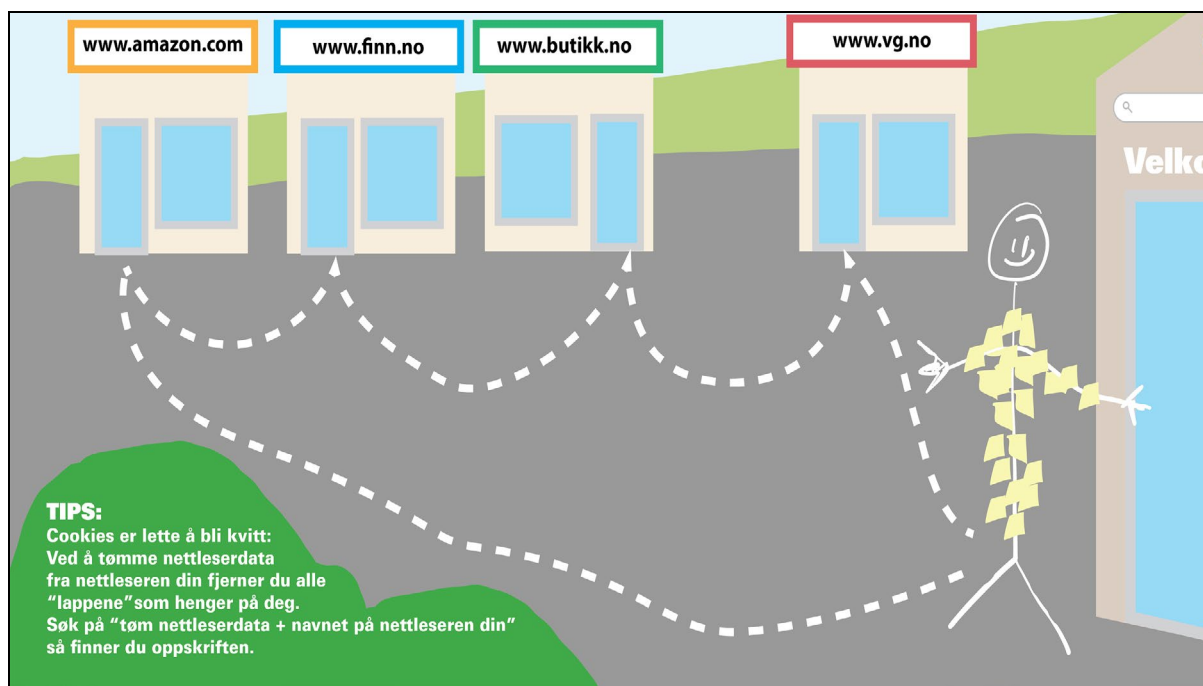 www.amazon.com
www.finn.no
www.butikk.no
www.vg.no
Velko
TIPS:
Cookies er lette å bli kvitt:
Ved å tømme nettleserdata
fra nettleseren din fjerner du alle
“lappene”som henger på deg.
Søk på “tøm nettleserdata + navnet på nettleseren din”
så finner du oppskriften.